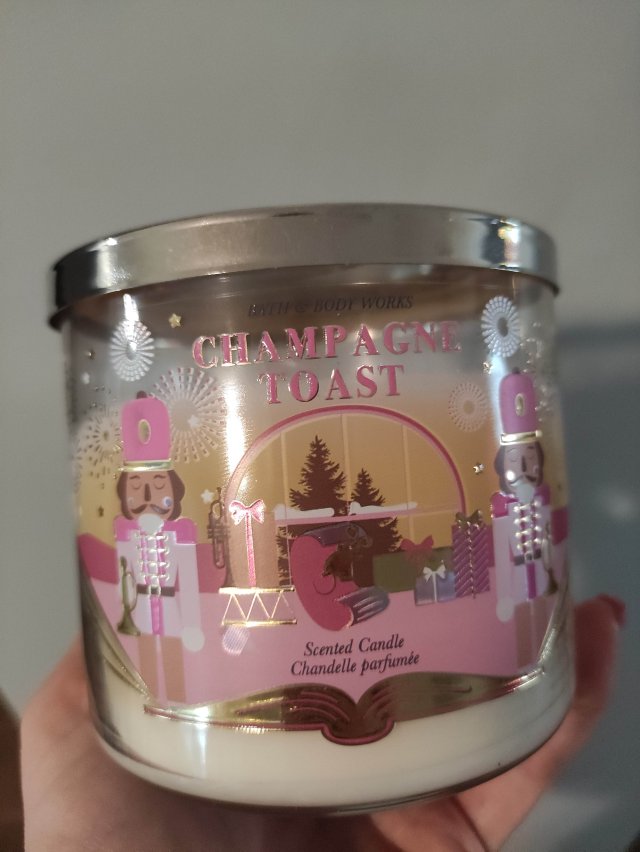 BATH & BODY WORKS
CHAMPAGNE
TOAST
Scented Candle
Chandelle parfumée